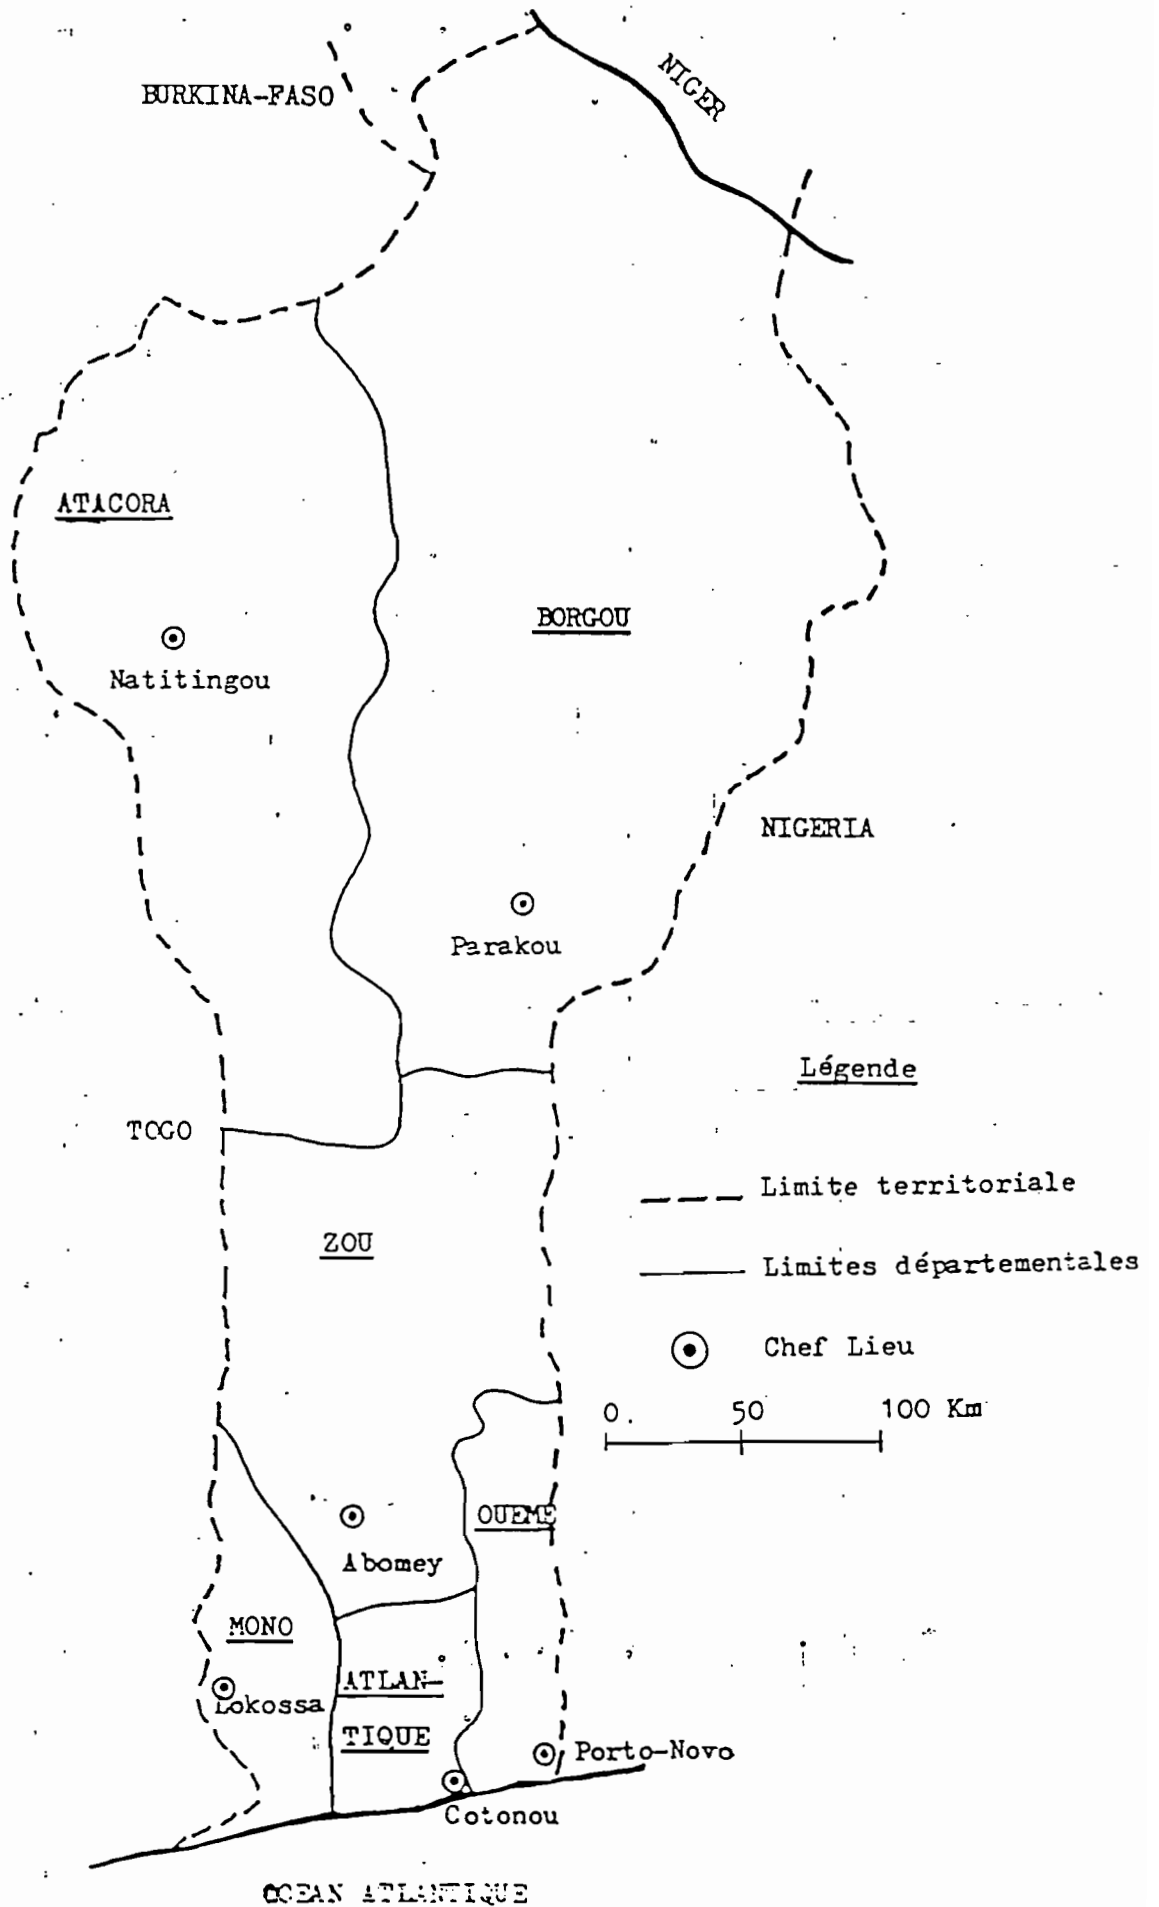 BURKINA-FASO
NIGER
ATACORA
BORGOU
Natitingou
NIGERIA
Parakou
Légende
TOGO
Limite territoriale
ZOU
Limites départementales
Chef Lieu
0. 50 100 Km
OUEME
Abomey
MONO
ATLAN-
TIQUE
Lokossa
Porto-Novo
Cotonou
OCEAN ATLANTIQUE